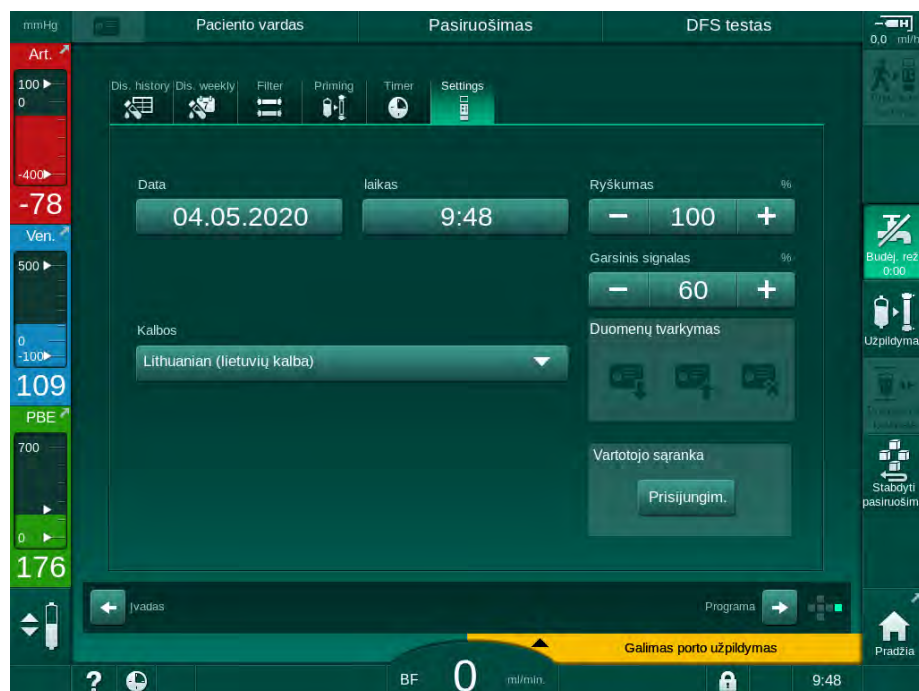 mmHg
Paciento vardas
Pasiruošimas
DFS testas
0,0 ml/h
Art.
100
0
-400
-78
Ven.
500
0
-100
109
PBE
700
0
176
Dis. history
Dis. weekly
Filter
Priming
Timer
Settings
Data
laikas
Ryškumas
%
04.05.2020
9:48
− 100 +
Garsinis signalas
%
− 60 +
Kalbos
Duomenų tvarkymas
Lithuanian (lietuvių kalba)
Vartotojo sąranka
Prisijungim.
Budėj. rež
0:00
Užpildyma
Stabdyti
pasiruošim
Įvadas
Programa
Galimas porto užpildymas
Pradžia
?
BF
0
ml/min.
9:48